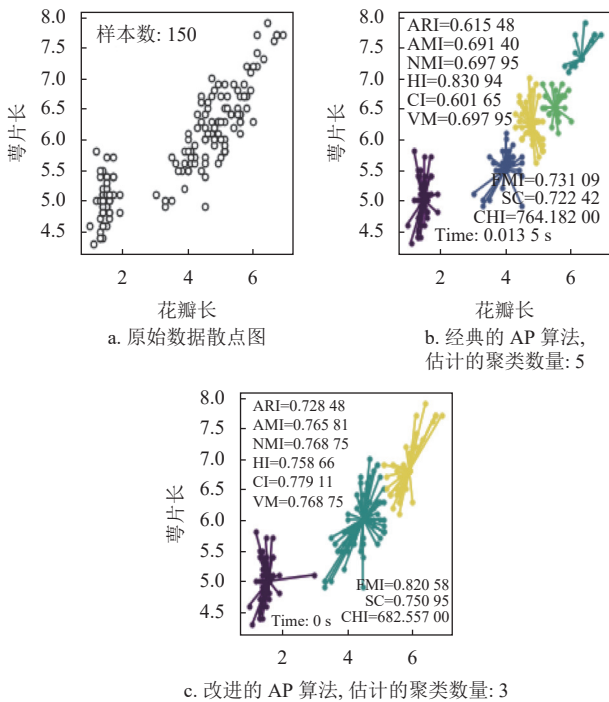 样本数: 150
8.0
7.5
7.0
6.5
6.0
5.5
5.0
4.5
萼片长
2 4 6
花瓣长
a. 原始数据散点图
ARI=0.615 48
AMI=0.691 40
NMI=0.697 95
HI=0.830 94
CI=0.601 65
VM=0.697 95
FMI=0.731 09
SC=0.722 42
CHI=764.182 00
Time: 0.013 5 s
8.0
7.5
7.0
6.5
6.0
5.5
5.0
4.5
萼片长
2 4 6
花瓣长
b. 经典的 AP 算法,
估计的聚类数量: 5
ARI=0.728 48
AMI=0.765 81
NMI=0.768 75
HI=0.758 66
CI=0.779 11
VM=0.768 75
FMI=0.820 58
SC=0.750 95
CHI=682.557 00
Time: 0 s
8.0
7.5
7.0
6.5
6.0
5.5
5.0
4.5
萼片长
2 4 6
花瓣长
c. 改进的 AP 算法, 估计的聚类数量: 3